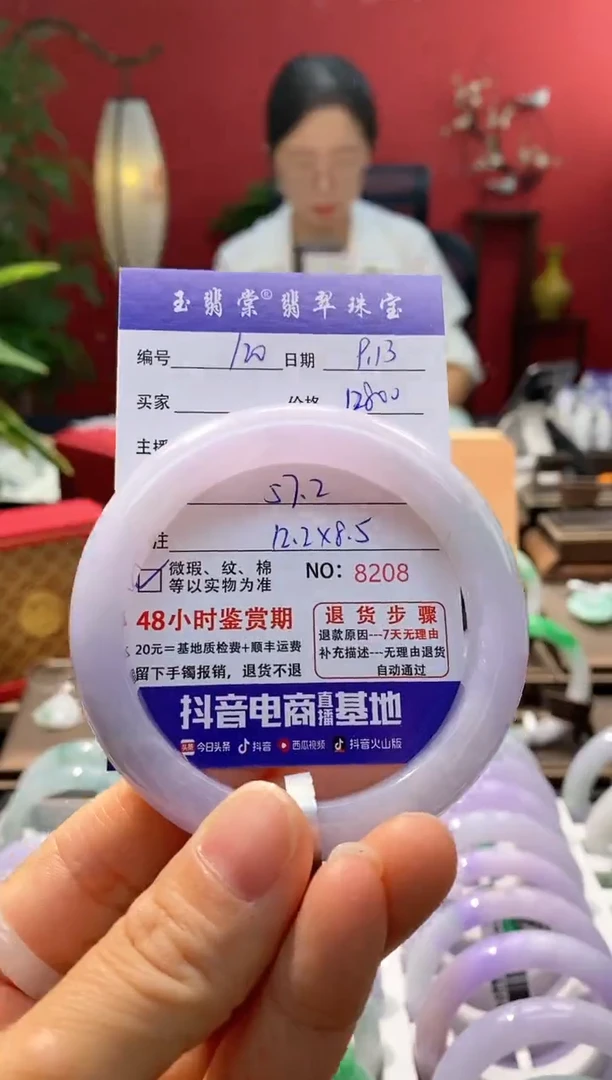 玉翡棠® 翡翠珠宝
编号 120 日期 9.13
买家 价格 12800
主播
57.2
注 12.2×8.5
微瑕、纹、棉 NO: 8208
等以实物为准
48小时鉴赏期
20元=基地质检费+顺丰运费
留下手镯报销，退货不退
退货步骤
退款原因---7天无理由
补充描述---无理由退货
自动通过
抖音电商直播基地
头条 今日头条 抖音 西瓜视频 抖音火山版